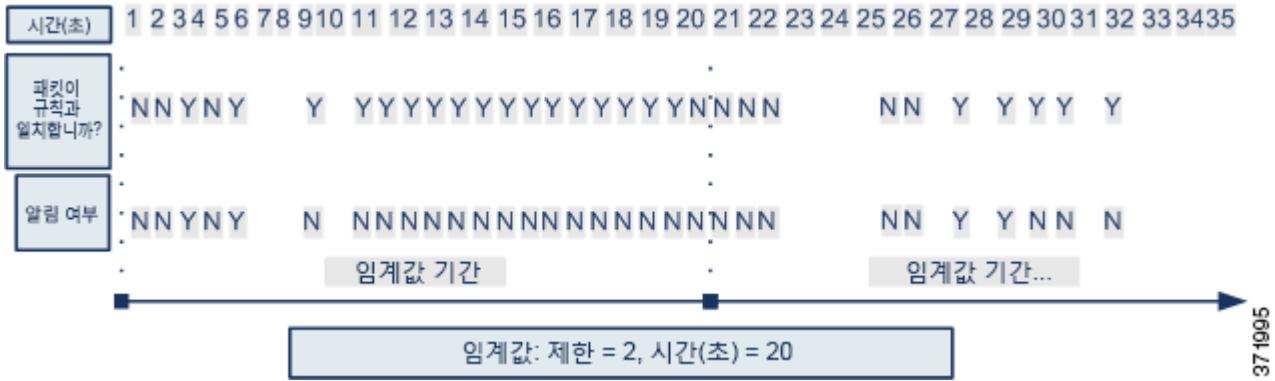 시간(초) 1 2 3 4 5 6 7 8 9 10 11 12 13 14 15 16 17 18 19 20 21 22 23 24 25 26 27 28 29 30 31 32 33 34 35
패킷이
규칙과
일치합니까?
N N Y N Y Y Y Y Y Y Y Y Y Y Y Y Y Y Y Y N N N N N N Y Y Y Y Y
알림 여부
N N Y N Y N N N N N N N N N N N N N N N N N N N N N Y Y N N N
임계값 기간 임계값 기간...
임계값: 제한 = 2, 시간(초) = 20
371995